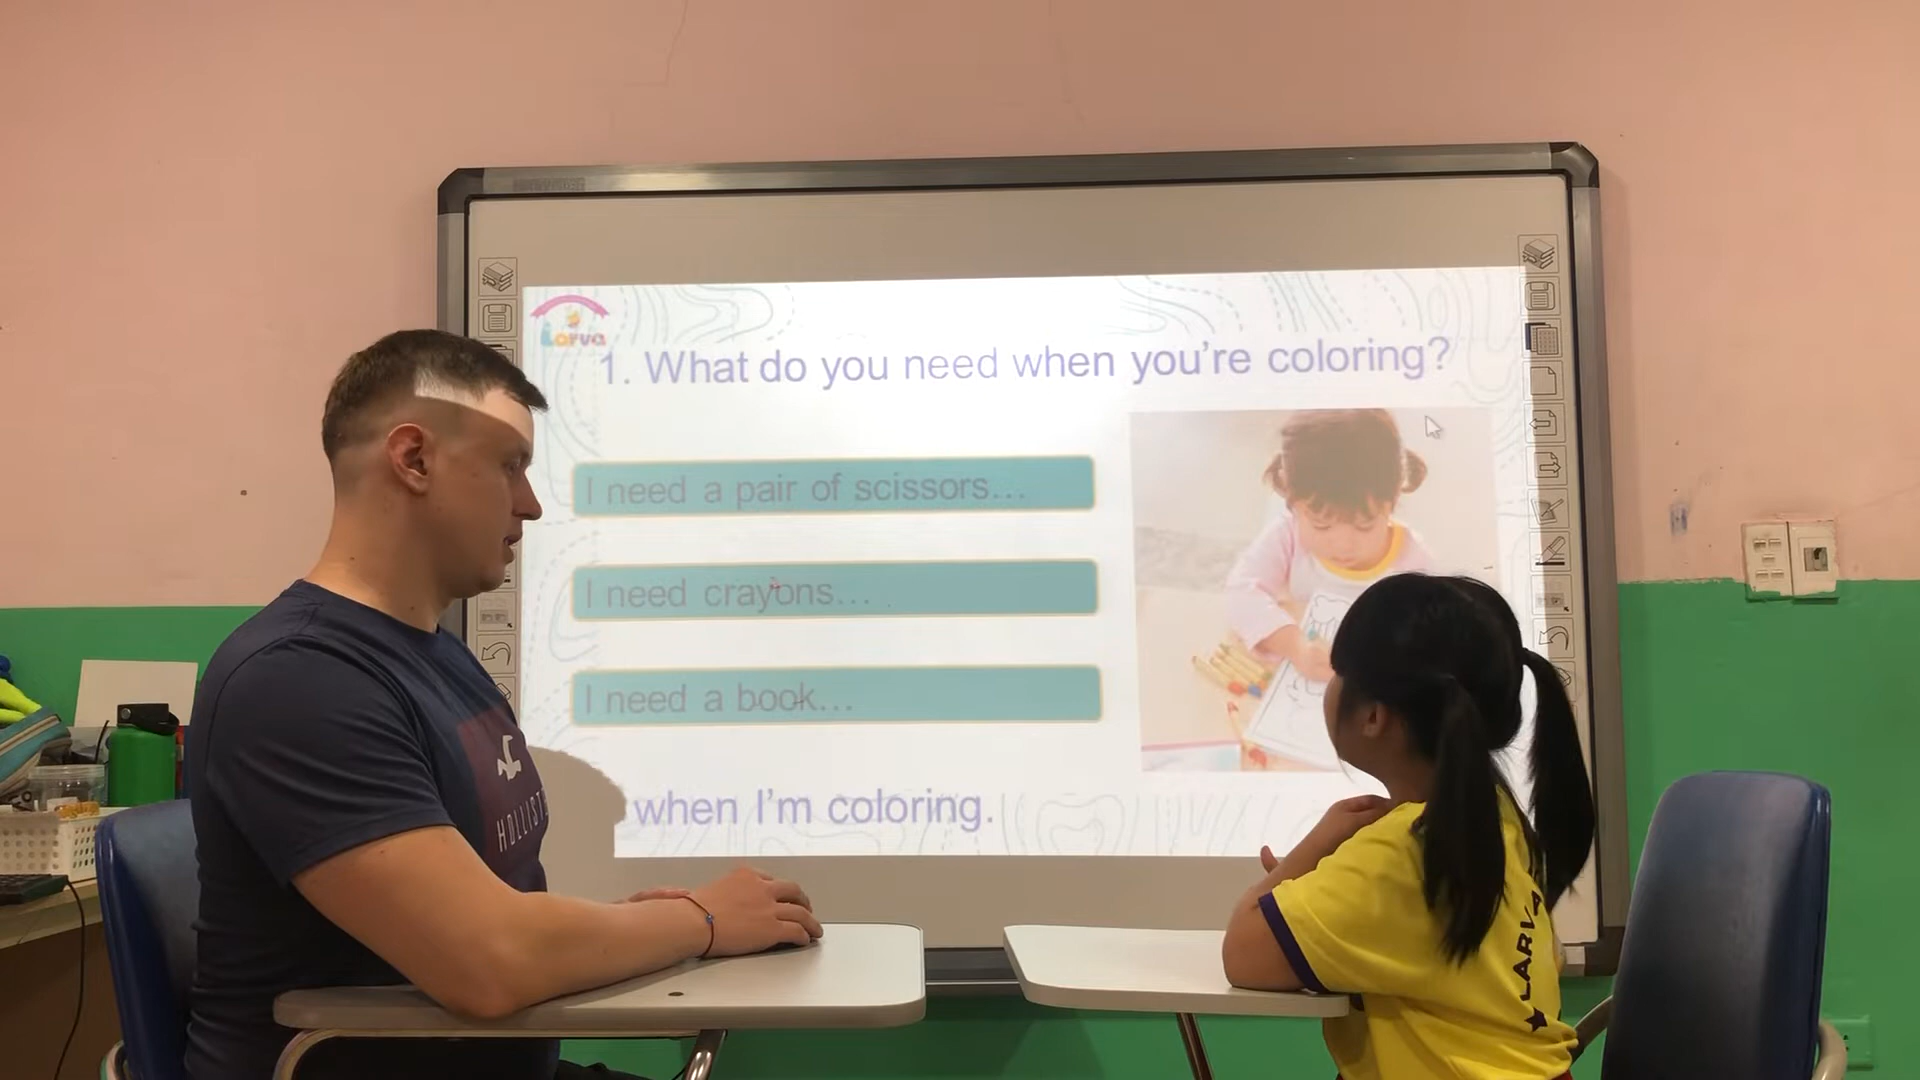 Larva
1. What do you need when you're coloring?
I need a pair of scissors...
I need crayons...
I need a book...
when I'm coloring.
HOLLISTE
LARVA